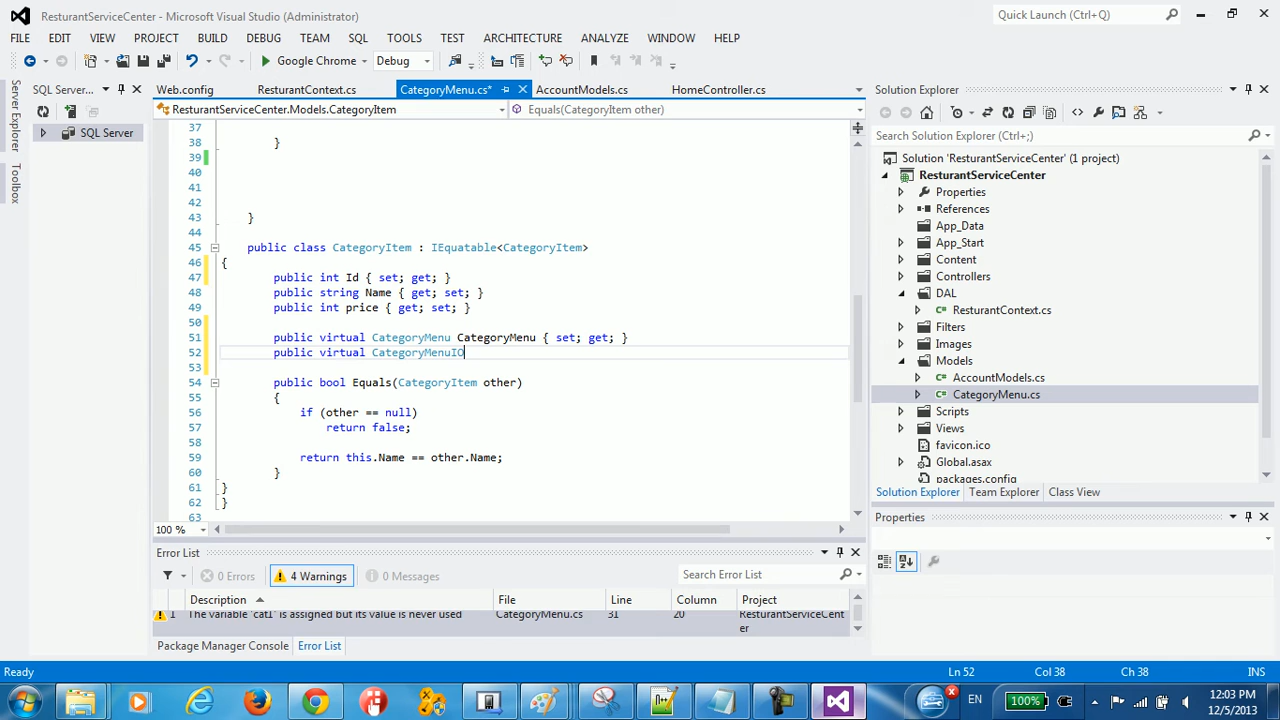 ResturantServiceCenter - Microsoft Visual Studio (Administrator)
Quick Launch (Ctrl+Q)
FILE EDIT VIEW PROJECT BUILD DEBUG TEAM SQL TOOLS TEST ARCHITECTURE ANALYZE WINDOW HELP
Google Chrome Debug
SQL Server...
Web.config ResturantContext.cs CategoryMenu.cs* AccountModels.cs HomeController.cs
ResturantServiceCenter.Models.CategoryItem Equals(CategoryItem other)
Server Explorer
Toolbox
SQL Server
37
38 }
39
40
41
42
43 }
44
45 public class CategoryItem : IEquatable<CategoryItem>
46 {
47 public int Id { set; get; }
48 public string Name { get; set; }
49 public int price { get; set; }
50
51 public virtual CategoryMenu CategoryMenu { set; get; }
52 public virtual CategoryMenuIO
53
54 public bool Equals(CategoryItem other)
55 {
56 if (other == null)
57 return false;
58
59 return this.Name == other.Name;
60 }
61 }
62 }
63
100 %
Error List
0 Errors 4 Warnings 0 Messages Search Error List
Description File Line Column Project
1 The variable 'cat1' is assigned but its value is never used CategoryMenu.cs 31 20 ResturantServiceCent
er
Package Manager Console Error List
Solution Explorer
Search Solution Explorer (Ctrl+;)
Solution 'ResturantServiceCenter' (1 project)
ResturantServiceCenter
Properties
References
App_Data
App_Start
Content
Controllers
DAL
ResturantContext.cs
Filters
Images
Models
AccountModels.cs
CategoryMenu.cs
Scripts
Views
favicon.ico
Global.asax
packages.config
Solution Explorer Team Explorer Class View
Properties
Ready Ln 52 Col 38 Ch 38 INS
EN 100% 12:03 PM
12/5/2013